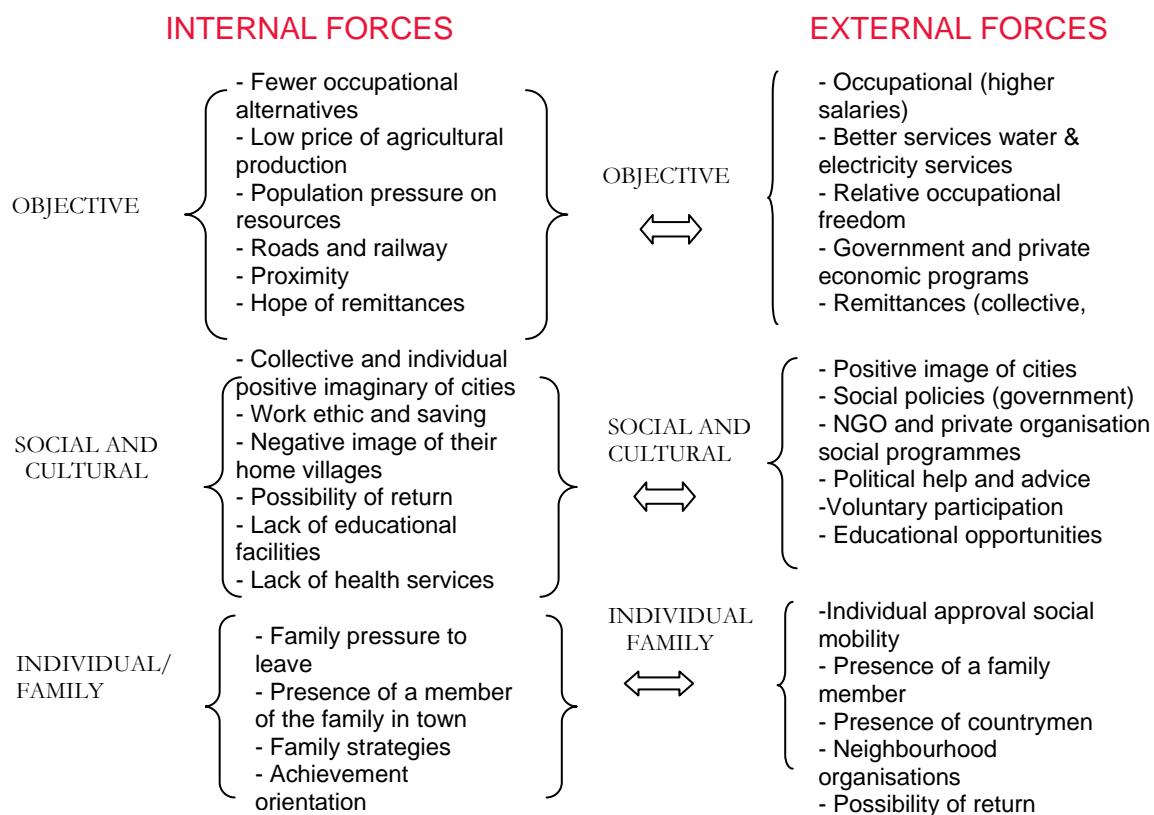 INTERNAL FORCES
EXTERNAL FORCES
OBJECTIVE
- Fewer occupational
alternatives
- Low price of agricultural
production
- Population pressure on
resources
- Roads and railway
- Proximity
- Hope of remittances
OBJECTIVE
- Occupational (higher
salaries)
- Better services water &
electricity services
- Relative occupational
freedom
- Government and private
economic programs
- Remittances (collective,
SOCIAL AND
CULTURAL
- Collective and individual
positive imaginary of cities
- Work ethic and saving
- Negative image of their
home villages
- Possibility of return
- Lack of educational
facilities
- Lack of health services
SOCIAL AND
CULTURAL
- Positive image of cities
- Social policies (government)
- NGO and private organisation
social programmes
- Political help and advice
-Voluntary participation
- Educational opportunities
INDIVIDUAL/
FAMILY
- Family pressure to
leave
- Presence of a member
of the family in town
- Family strategies
- Achievement
orientation
INDIVIDUAL
FAMILY
-Individual approval social
mobility
- Presence of a family
member
- Presence of countrymen
- Neighbourhood
organisations
- Possibility of return